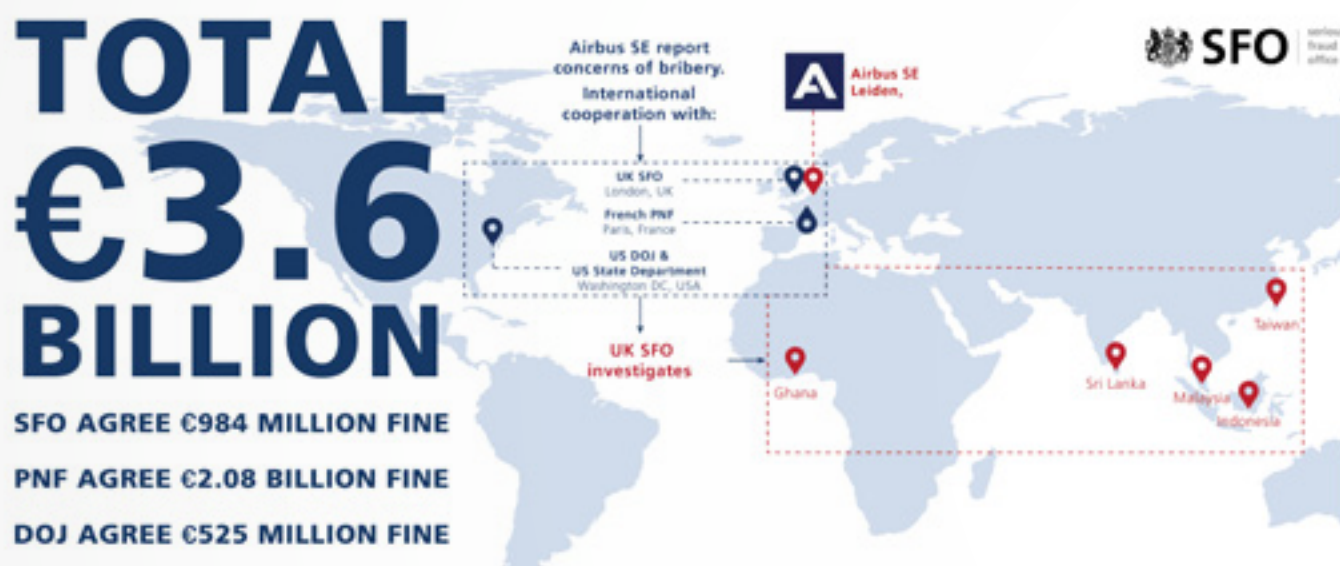 TOTAL
€3.6
BILLION
SFO AGREE €984 MILLION FINE
PNF AGREE €2.08 BILLION FINE
DOJ AGREE €525 MILLION FINE
Airbus SE report
concerns of bribery.
International
cooperation with:
UK SFO
London, UK
French PNF
Paris, France
US DOJ &
US State Department
Washington DC, USA
UK SFO
investigates
A
Airbus SE
Leiden,
SFO
serious
fraud
office
Ghana
Sri Lanka
Taiwan
Malaysia
Indonesia